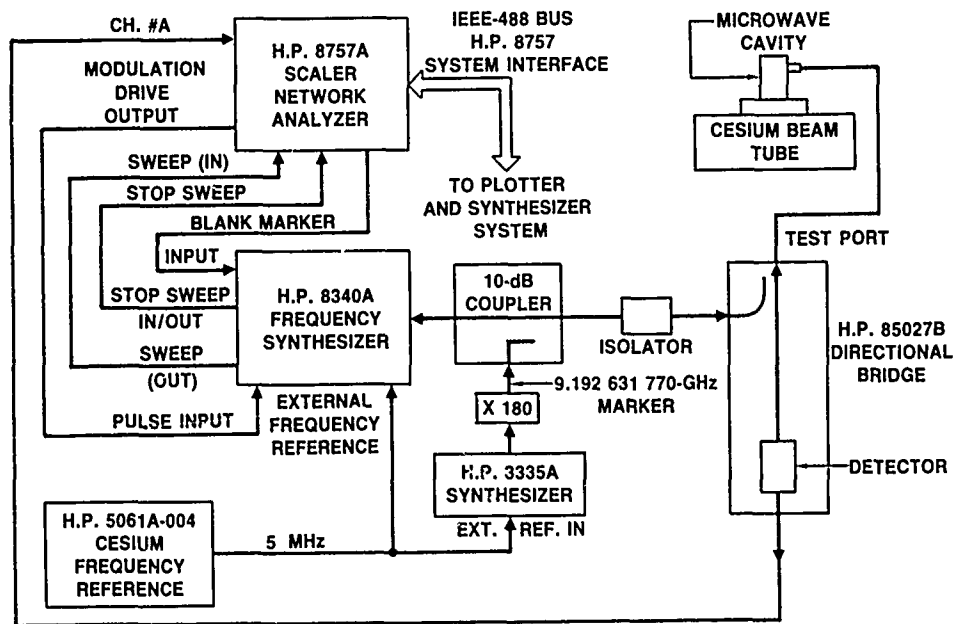 CH. #A
MODULATION
DRIVE
OUTPUT
SWEEP (IN)
STOP SWEEP
BLANK MARKER
INPUT
STOP SWEEP
IN/OUT
SWEEP
(OUT)
PULSE INPUT
H.P. 8757A
SCALER
NETWORK
ANALYZER
IEEE-488 BUS
H.P. 8757
SYSTEM INTERFACE
TO PLOTTER
AND SYNTHESIZER
SYSTEM
MICROWAVE
CAVITY
CESIUM BEAM
TUBE
TEST PORT
H.P. 8340A
FREQUENCY
SYNTHESIZER
EXTERNAL
FREQUENCY
REFERENCE
10-dB
COUPLER
ISOLATOR
9.192 631 770-GHz
MARKER
X 180
H.P. 3335A
SYNTHESIZER
EXT. REF. IN
H.P. 85027B
DIRECTIONAL
BRIDGE
DETECTOR
H.P. 5061A-004
CESIUM
FREQUENCY
REFERENCE
5 MHz